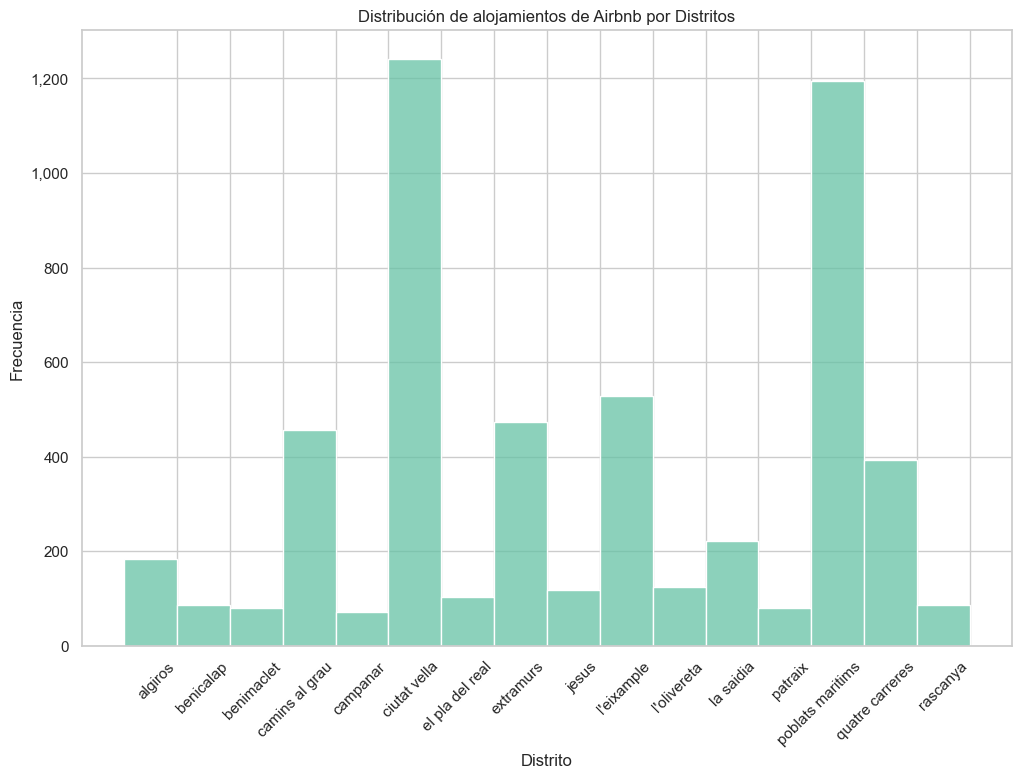 Distribución de alojamientos de Airbnb por Distritos
1,200
1,000
800
600
400
200
0
Frecuencia
algiros
benicalap
benimaclet
camins al grau
campanar
ciutat vella
el pla del real
extramurs
jesus
l'eixample
l'olivereta
la saidia
patraix
poblats maritims
quatre carreres
rascanya
Distrito